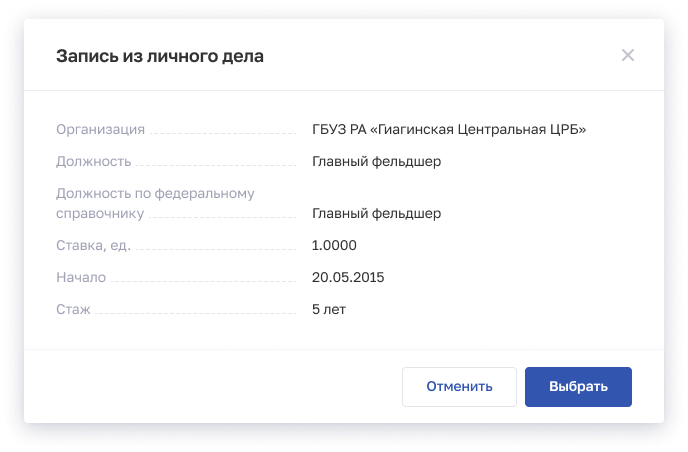 Запись из личного дела
Организация ГБУЗ РА «Гиагинская Центральная ЦРБ»
Должность Главный фельдшер
Должность по федеральному
справочнику Главный фельдшер
Ставка, ед. 1.0000
Начало 20.05.2015
Стаж 5 лет
Отменить Выбрать